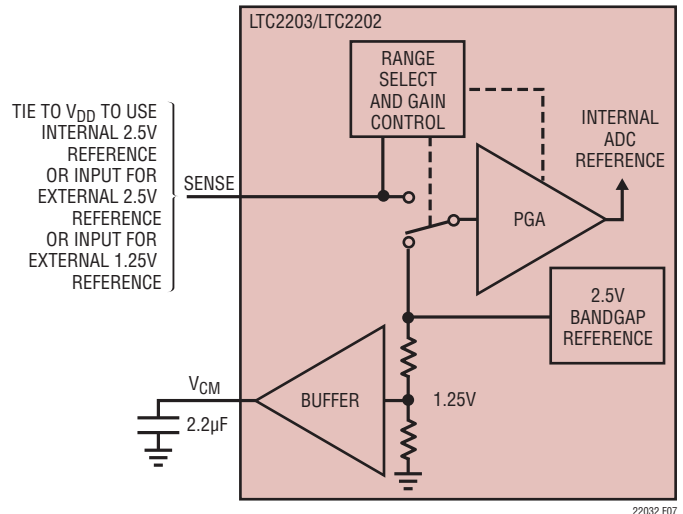 LTC2203/LTC2202
RANGE
SELECT
AND GAIN
CONTROL
TIE TO VDD TO USE
INTERNAL 2.5V
REFERENCE
OR INPUT FOR
EXTERNAL 2.5V
REFERENCE
OR INPUT FOR
EXTERNAL 1.25V
REFERENCE
SENSE
INTERNAL
ADC
REFERENCE
PGA
2.5V
BANDGAP
REFERENCE
VCM
BUFFER
1.25V
2.2µF
22032 F07